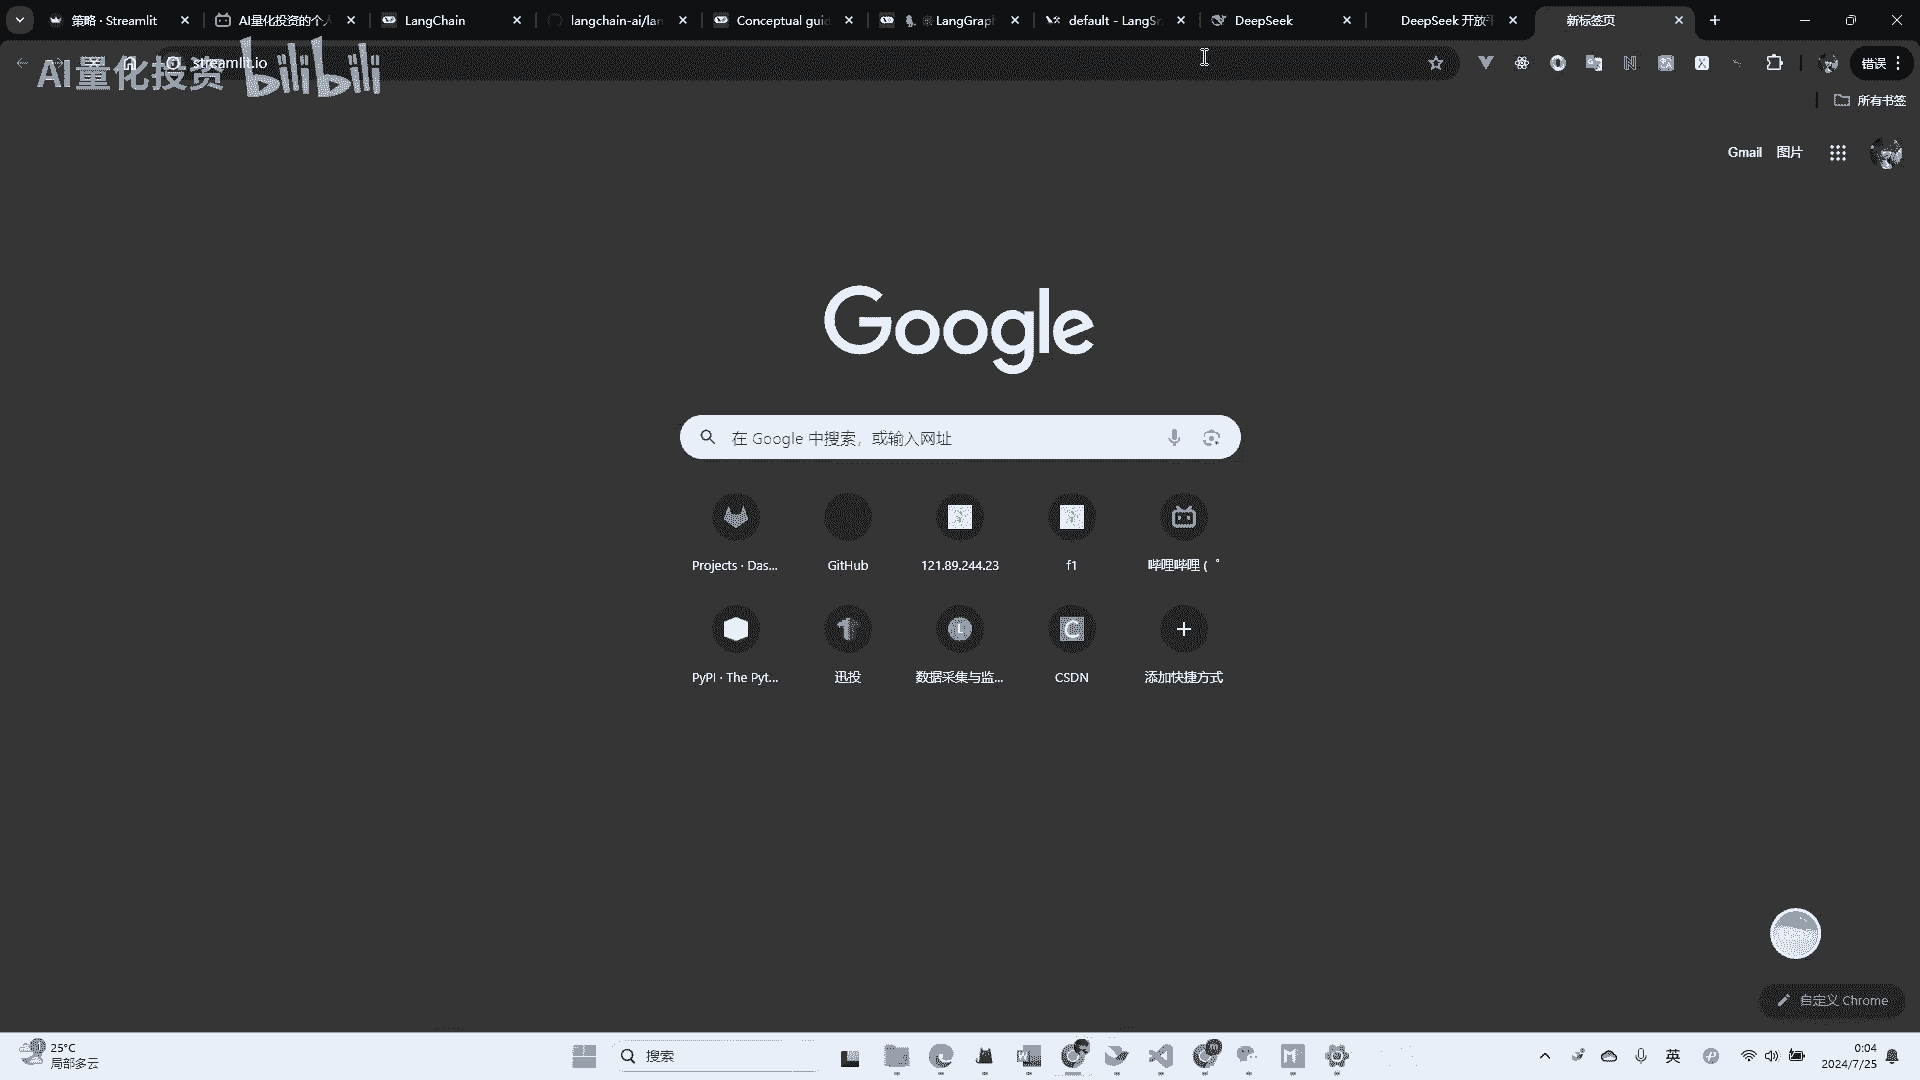 策略 · Streamlit
AI量化投资的个人
LangChain
langchain-ai/lan
Conceptual guid
LangGraph
default - LangSm
DeepSeek
DeepSeek 开放平
新标签页
streamlit.io
AI量化投资 bilibili
错误
所有书签
Gmail 图片
Google
在 Google 中搜索，或输入网址
Projects · Das...
GitHub
121.89.244.23
f1
哔哩哔哩 ( ゜
PyPI · The Pyt...
迅投
数据采集与监...
CSDN
添加快捷方式
自定义 Chrome
25°C
局部多云
搜索
英
0:04
2024/7/25